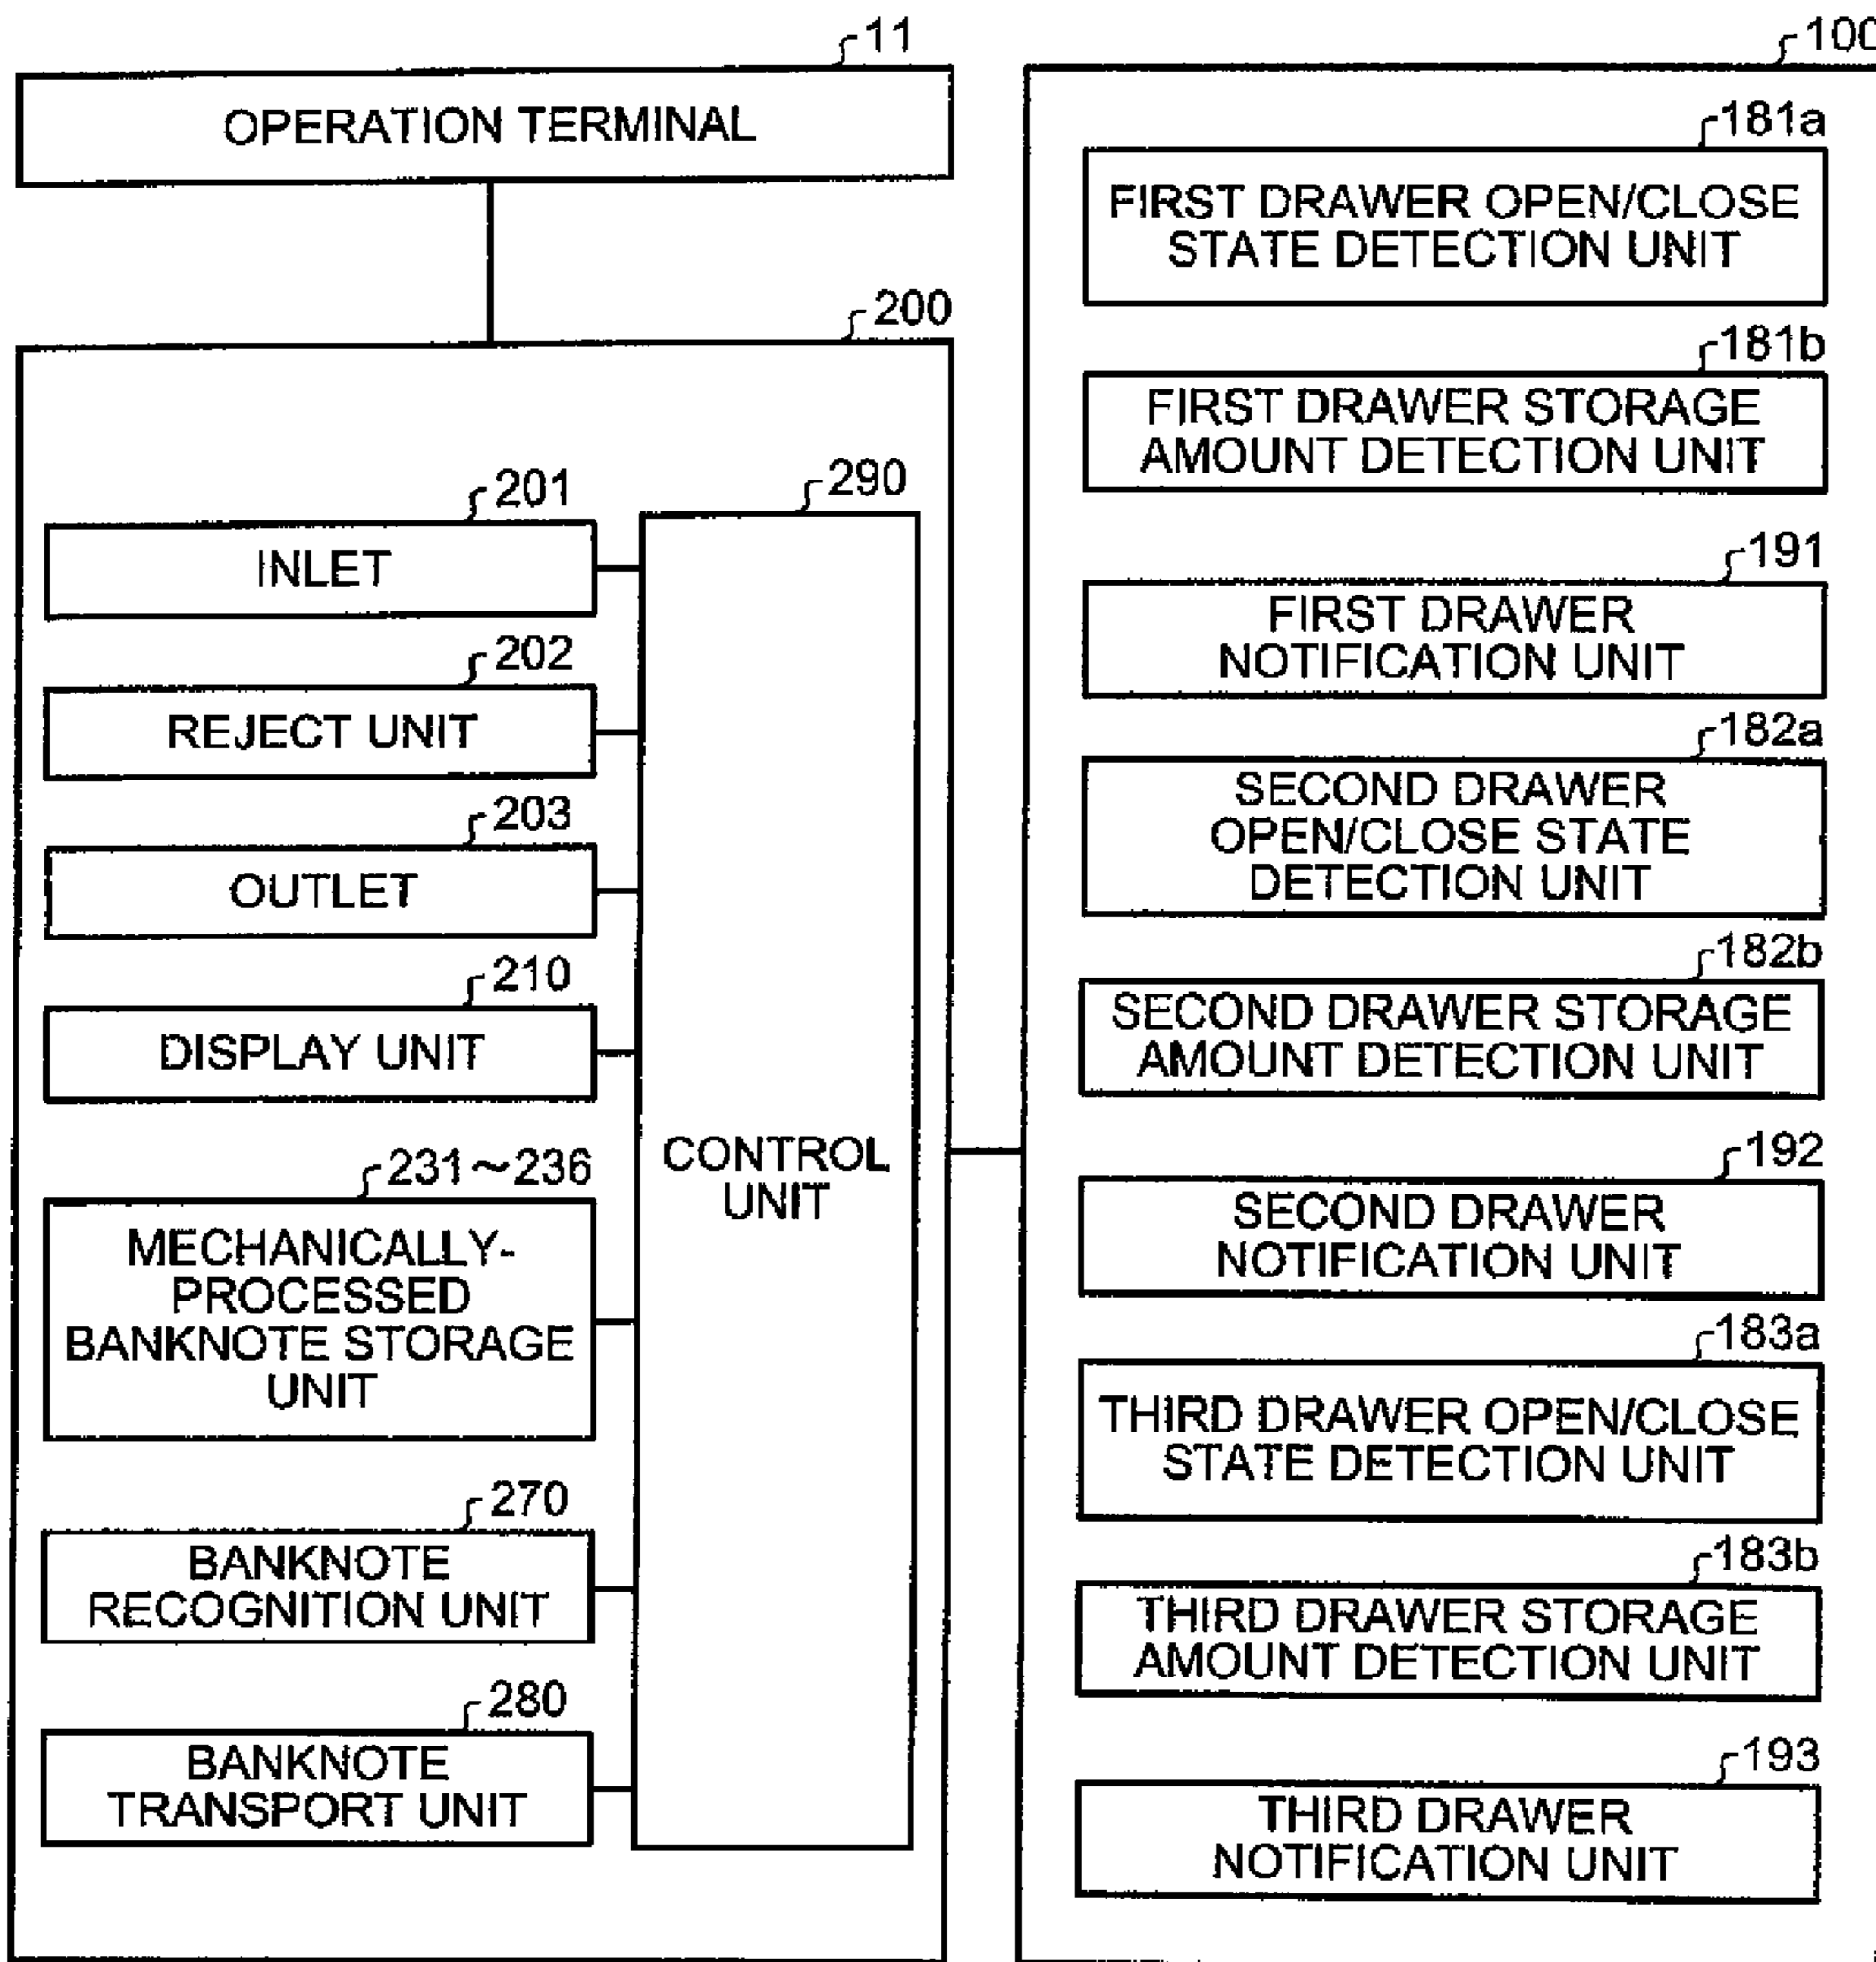 11
OPERATION TERMINAL
200
201
INLET
202
REJECT UNIT
203
OUTLET
210
DISPLAY UNIT
231~236
MECHANICALLY-
PROCESSED
BANKNOTE STORAGE
UNIT
270
BANKNOTE
RECOGNITION UNIT
280
BANKNOTE
TRANSPORT UNIT
290
CONTROL
UNIT
100
181a
FIRST DRAWER OPEN/CLOSE
STATE DETECTION UNIT
181b
FIRST DRAWER STORAGE
AMOUNT DETECTION UNIT
191
FIRST DRAWER
NOTIFICATION UNIT
182a
SECOND DRAWER
OPEN/CLOSE STATE
DETECTION UNIT
182b
SECOND DRAWER STORAGE
AMOUNT DETECTION UNIT
192
SECOND DRAWER
NOTIFICATION UNIT
183a
THIRD DRAWER OPEN/CLOSE
STATE DETECTION UNIT
183b
THIRD DRAWER STORAGE
AMOUNT DETECTION UNIT
193
THIRD DRAWER
NOTIFICATION UNIT